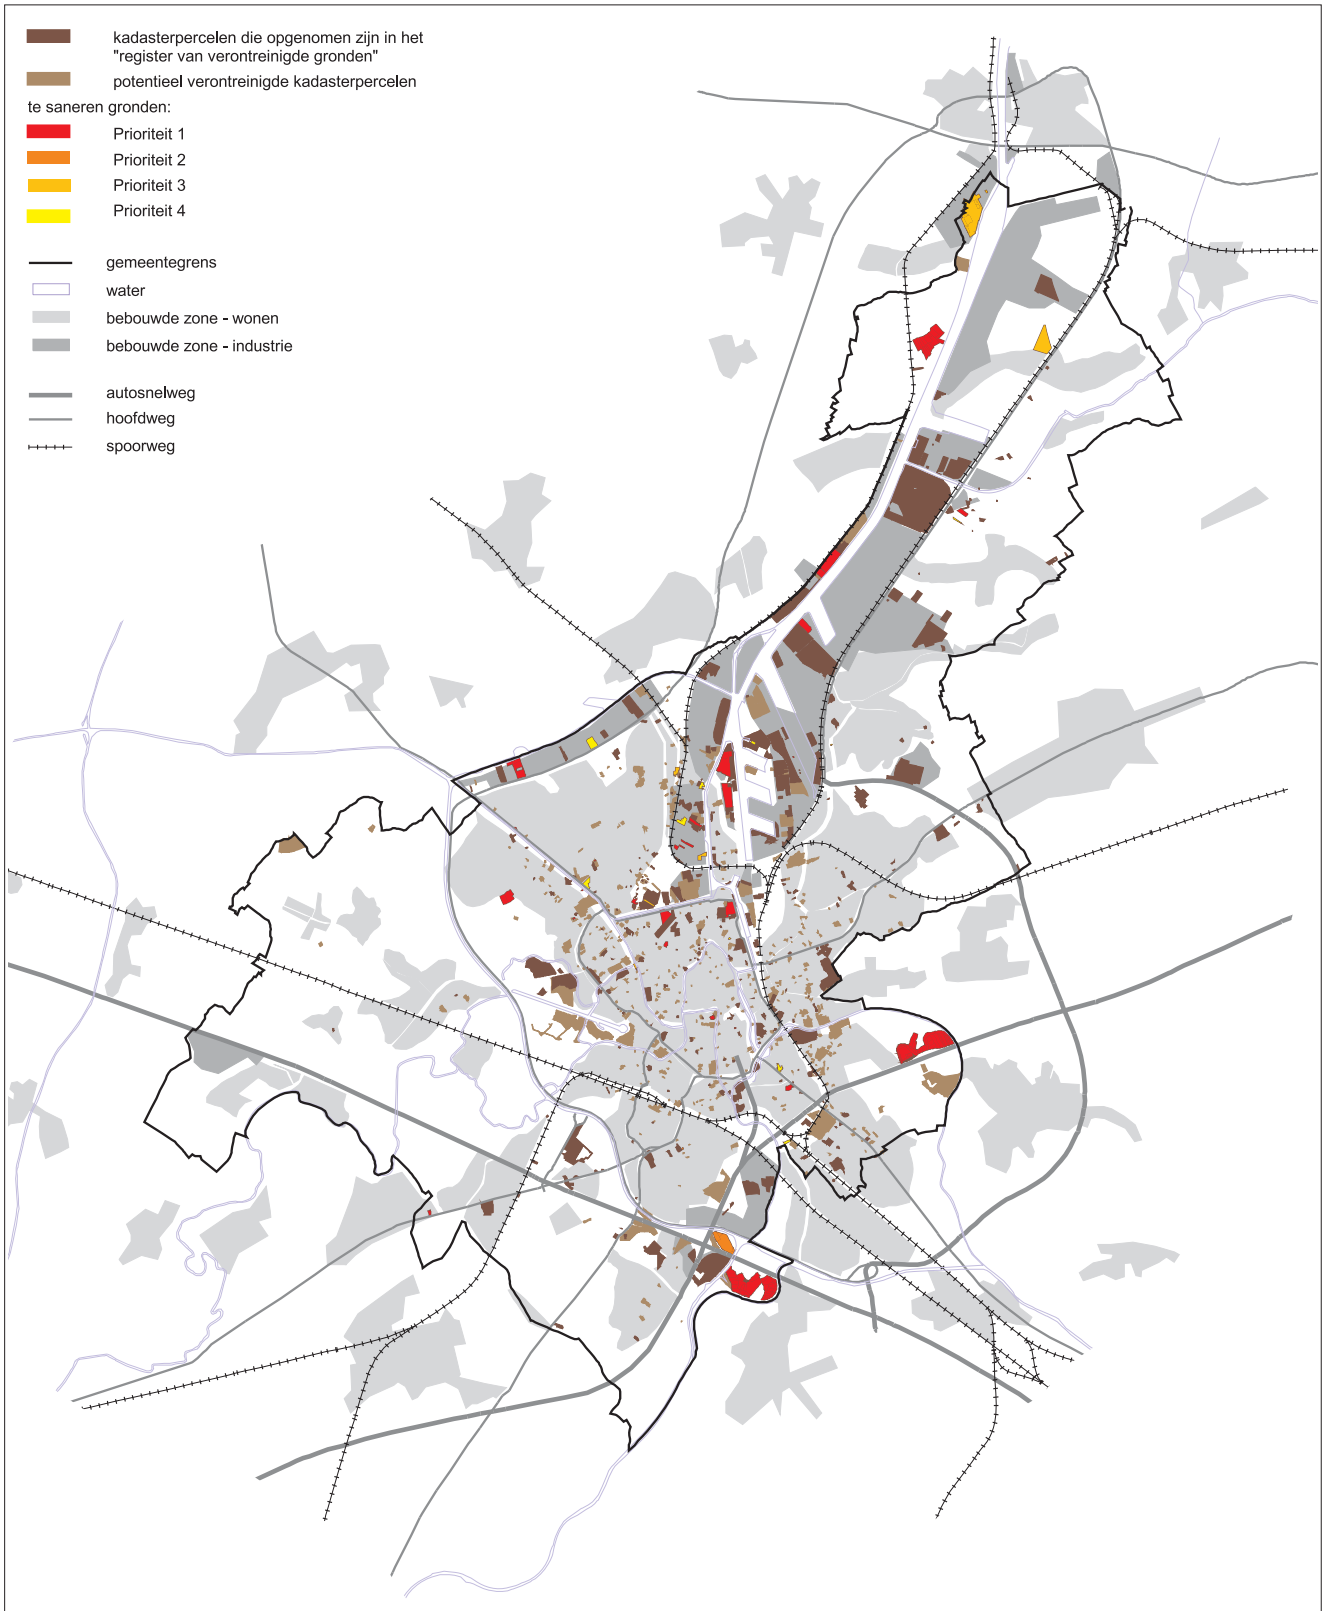 kadasterpercelen die opgenomen zijn in het
"register van verontreinigde gronden"
potentieel verontreinigde kadasterpercelen
te saneren gronden:
Prioriteit 1
Prioriteit 2
Prioriteit 3
Prioriteit 4
gemeentegrens
water
bebouwde zone - wonen
bebouwde zone - industrie
autosnelweg
hoofdweg
spoorweg